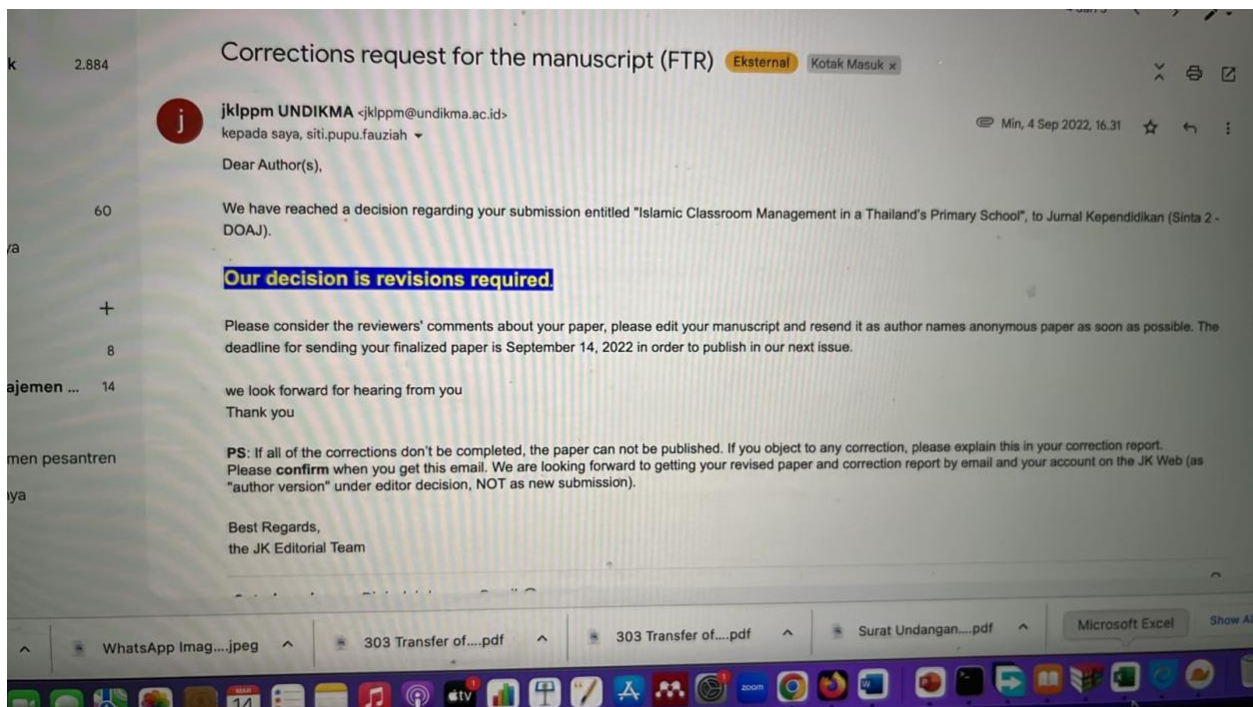 k 2.884
Corrections request for the manuscript (FTR) Eksternal Kotak Masuk x
j
jklppm UNDIKMA <jklppm@undikma.ac.id>
kepada saya, siti.pupu.fauziah
Min, 4 Sep 2022, 16.31
Dear Author(s),
60
We have reached a decision regarding your submission entitled "Islamic Classroom Management in a Thailand's Primary School", to Jurnal Kependidikan (Sinta 2 -
DOAJ).
Our decision is revisions required.
+
Please consider the reviewers' comments about your paper, please edit your manuscript and resend it as author names anonymous paper as soon as possible. The
deadline for sending your finalized paper is September 14, 2022 in order to publish in our next issue.
8
ajemen ... 14
we look forward for hearing from you
Thank you
men pesantren
PS: If all of the corrections don't be completed, the paper can not be published. If you object to any correction, please explain this in your correction report.
Please confirm when you get this email. We are looking forward to getting your revised paper and correction report by email and your account on the JK Web (as
"author version" under editor decision, NOT as new submission).
Best Regards,
the JK Editorial Team
WhatsApp Imag....jpeg
303 Transfer of....pdf
303 Transfer of....pdf
Surat Undangan....pdf
Microsoft Excel
Show Al
MAR
14
tv
1
zoom
1
W